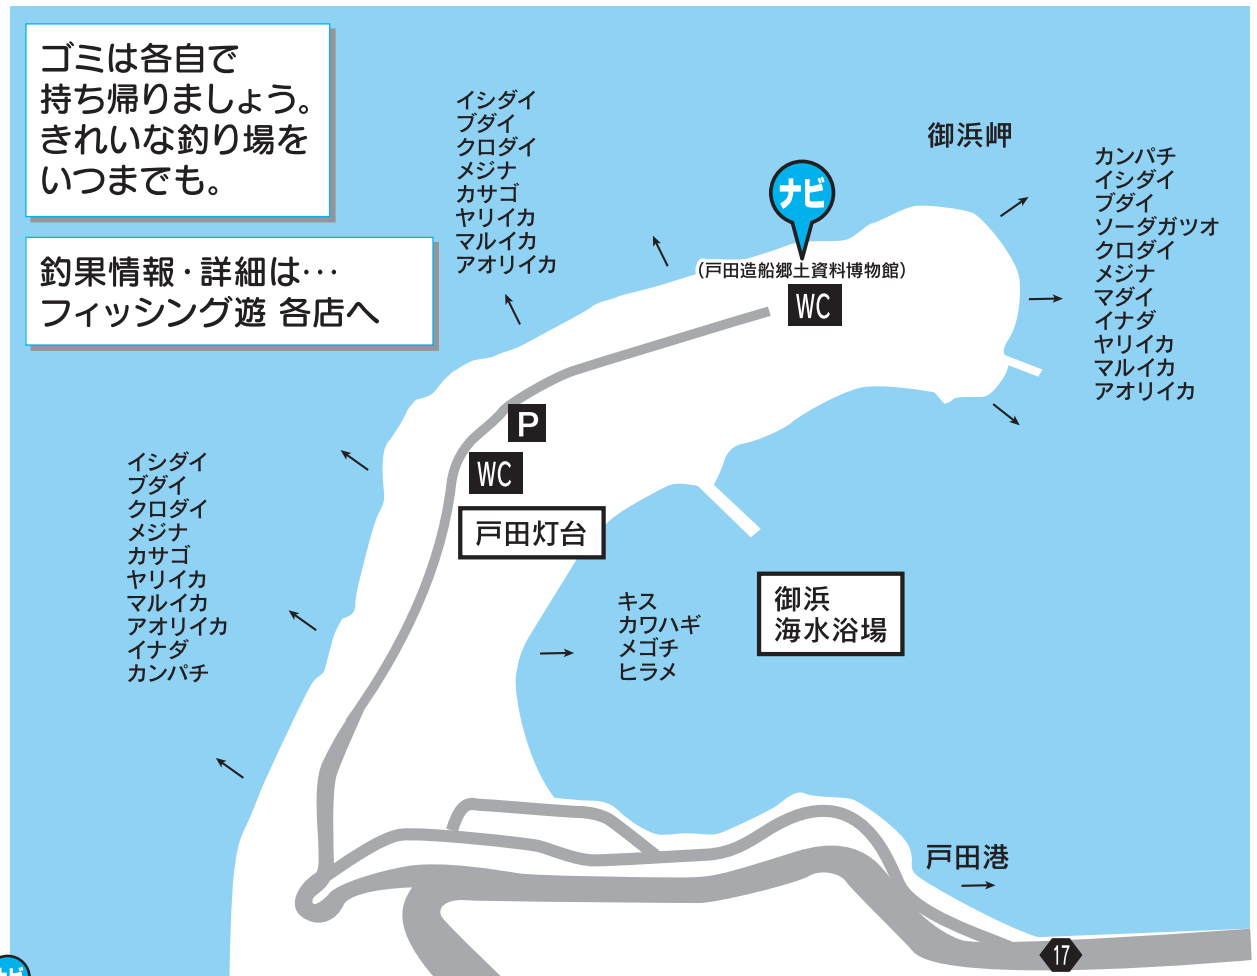 ゴミは各自で
持ち帰りましょう。
きれいな釣り場を
いつまでも。
釣果情報・詳細は…
フィッシング遊 各店へ
イシダイ
ブダイ
クロダイ
メジナ
カサゴ
ヤリイカ
マルイカ
アオリイカ
御浜岬
ナビ
(戸田造船郷土資料博物館)
WC
カンパチ
イシダイ
ブダイ
ソーダガツオ
クロダイ
メジナ
マダイ
イナダ
ヤリイカ
マルイカ
アオリイカ
P
WC
戸田灯台
イシダイ
ブダイ
クロダイ
メジナ
カサゴ
ヤリイカ
マルイカ
アオリイカ
イナダ
カンパチ
キス
カワハギ
メゴチ
ヒラメ
御浜
海水浴場
戸田港
17
ナビ